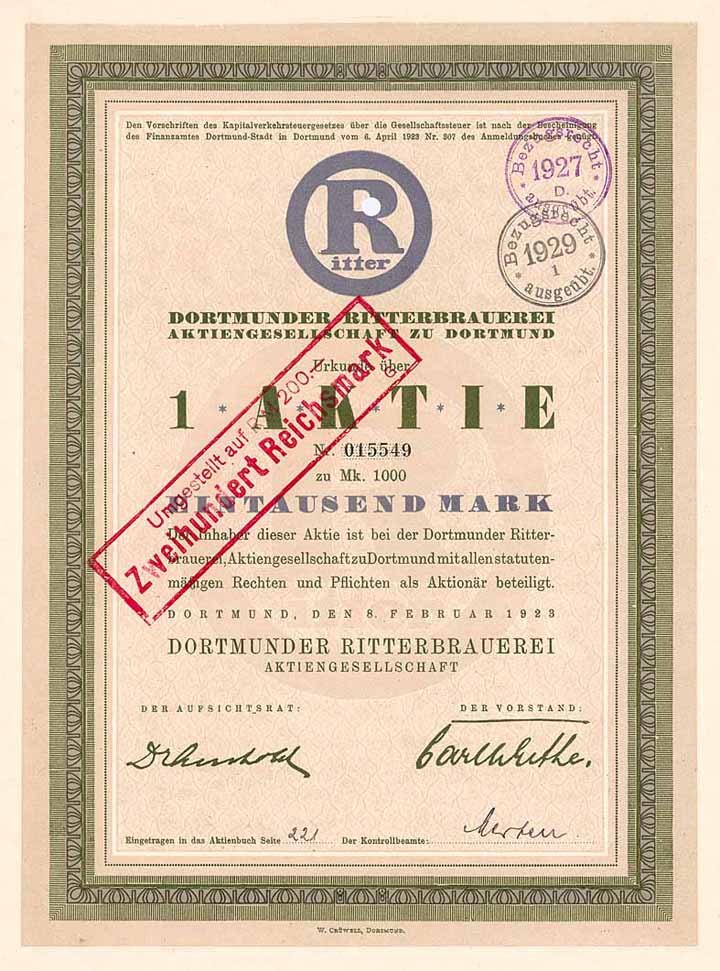 Den Vorschriften des Kapitalverkehrsteuergesetzes über die Gesellschaftssteuer ist nach der Bescheinigung
des Finanzamtes Dortmund-Stadt in Dortmund vom 6. April 1923 Nr. 307 des Anmeldungsbuches genügt.
Bezugsrecht
1927
D.
ausgeübt.
Ritter
Bezugsrecht
1929
1
ausgeübt.
DORTMUNDER RITTERBRAUEREI
AKTIENGESELLSCHAFT ZU DORTMUND
Urkunde über
1 * A * K * T * I * E
Nr. 015549
zu Mk. 1000
EINTAUSEND MARK
Umgestellt auf RM 200.-
Zweihundert Reichsmark
Der Inhaber dieser Aktie ist bei der Dortmunder Ritter-
brauerei, Aktiengesellschaft zu Dortmund mit allen statuten-
mäßigen Rechten und Pflichten als Aktionär beteiligt.
DORTMUND, DEN 8. FEBRUAR 1923
DORTMUNDER RITTERBRAUEREI
AKTIENGESELLSCHAFT
DER AUFSICHTSRAT:
DER VORSTAND:
Eingetragen in das Aktienbuch Seite 221 Der Kontrollbeamte:
W. CRÜWELL, DORTMUND.